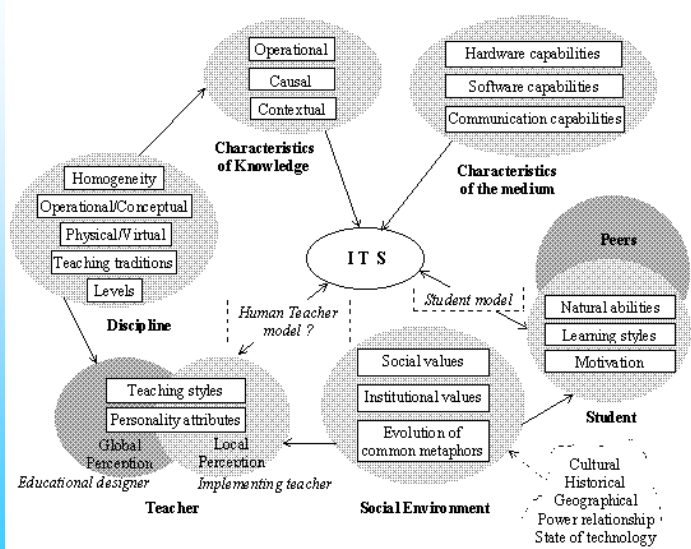 Operational
Causal
Contextual
Characteristics
of Knowledge
Hardware capabilities
Software capabilities
Communication capabilities
Characteristics
of the medium
Homogeneity
Operational/Conceptual
Physical/Virtual
Teaching traditions
Levels
Discipline
I T S
Human Teacher
model ?
Student model
Peers
Natural abilities
Learning styles
Motivation
Student
Teaching styles
Personality attributes
Global
Perception
Local
Perception
Educational designer
Implementing teacher
Teacher
Social values
Institutional values
Evolution of
common metaphors
Social Environment
Cultural
Historical
Geographical
Power relationship
State of technology